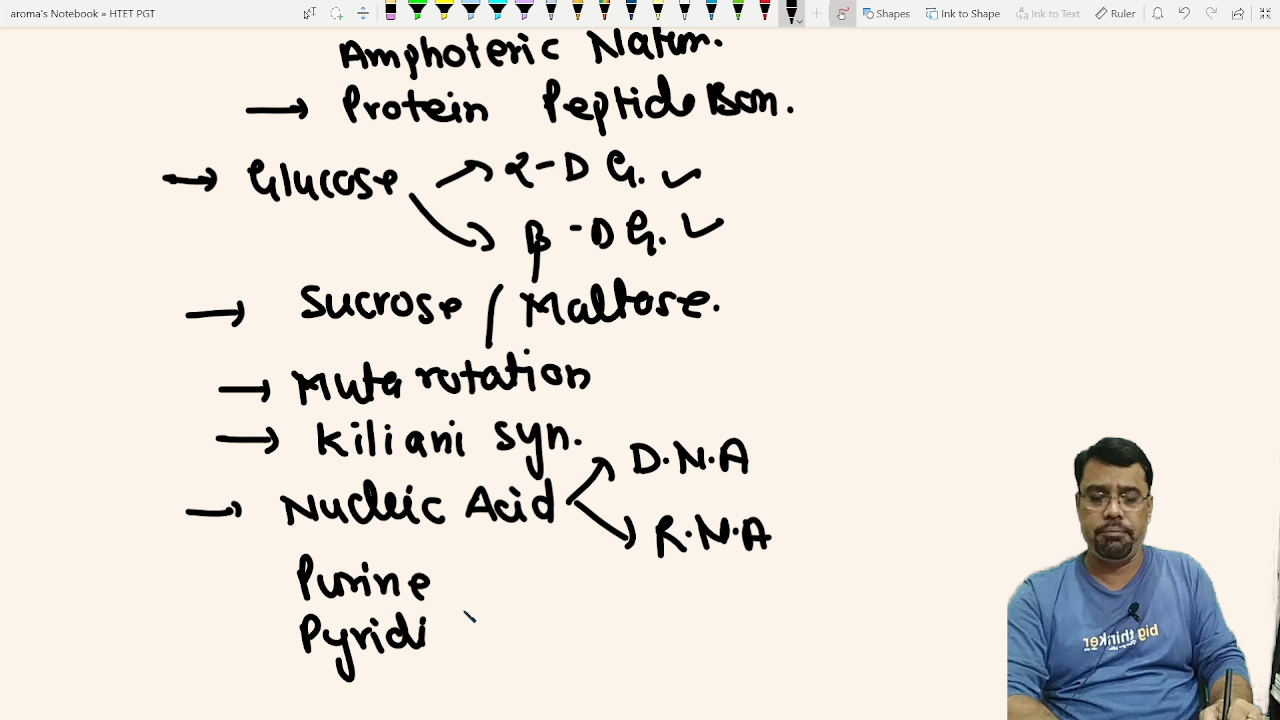 aroma's Notebook » HTET PGT
Shapes Ink to Shape Ink to Text Ruler
Amphoteric Natur.
→ Protein Peptide Bon.
→ Glucose → α-D G. ✓
→ β-D G. ✓
→ Sucrose / Maltose.
→ Muta rotation
→ Kiliani syn.
→ Nucleic Acid → D.N.A
→ R.N.A
Purine
Pyridi
big thinker